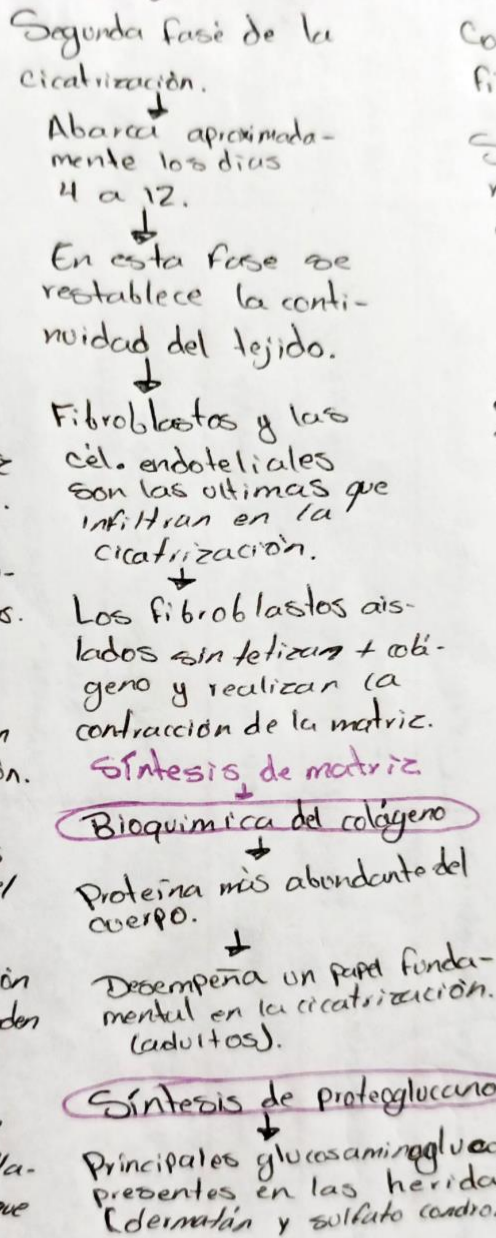 Segunda fase de la
cicatrización.
Abarca aproximada-
mente los dias
4 a 12.
En esta fase se
restablece la conti-
nuidad del tejido.
Fibroblastos y las
cél. endoteliales
son las ultimas que
infiltran en la
cicatrización.
Los fibroblastos ais-
lados sintetizan + colá-
geno y realizan la
contracción de la matriz.
Síntesis de matriz
Bioquimica del colágeno
Proteína más abundante del
cuerpo.
Desempeña un papel funda-
mental en la cicatrización.
(adultos).
Síntesis de proteoglucano
Principales glucosaminogluc
presentes en las herida
(dermatán y sulfato condro.